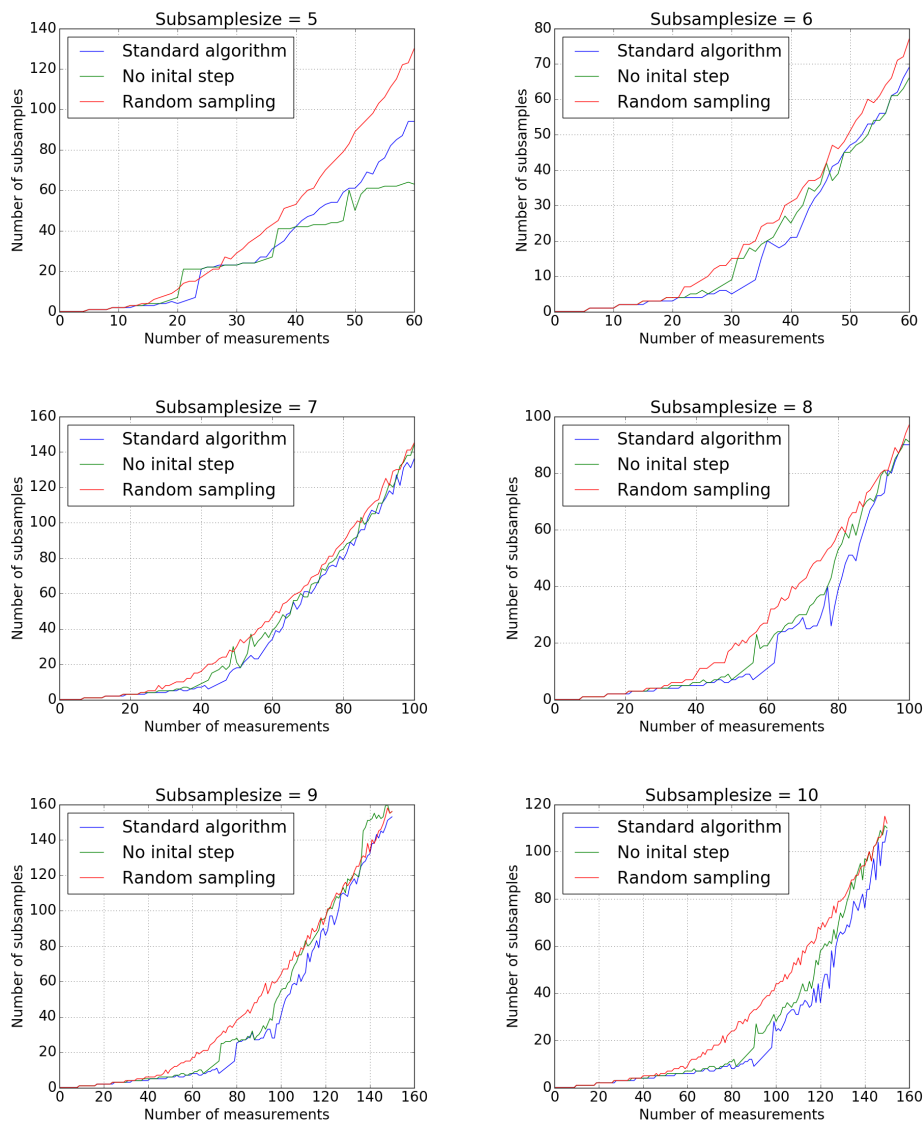 Subsamplesize = 5
Standard algorithm
No inital step
Random sampling
Number of subsamples
140
120
100
80
60
40
20
0
0 10 20 30 40 50 60
Number of measurements
Subsamplesize = 6
Standard algorithm
No inital step
Random sampling
Number of subsamples
80
70
60
50
40
30
20
10
0
0 10 20 30 40 50 60
Number of measurements
Subsamplesize = 7
Standard algorithm
No inital step
Random sampling
Number of subsamples
160
140
120
100
80
60
40
20
0
0 20 40 60 80 100
Number of measurements
Subsamplesize = 8
Standard algorithm
No inital step
Random sampling
Number of subsamples
100
80
60
40
20
0
0 20 40 60 80 100
Number of measurements
Subsamplesize = 9
Standard algorithm
No inital step
Random sampling
Number of subsamples
160
140
120
100
80
60
40
20
0
0 20 40 60 80 100 120 140 160
Number of measurements
Subsamplesize = 10
Standard algorithm
No inital step
Random sampling
Number of subsamples
120
100
80
60
40
20
0
0 20 40 60 80 100 120 140 160
Number of measurements